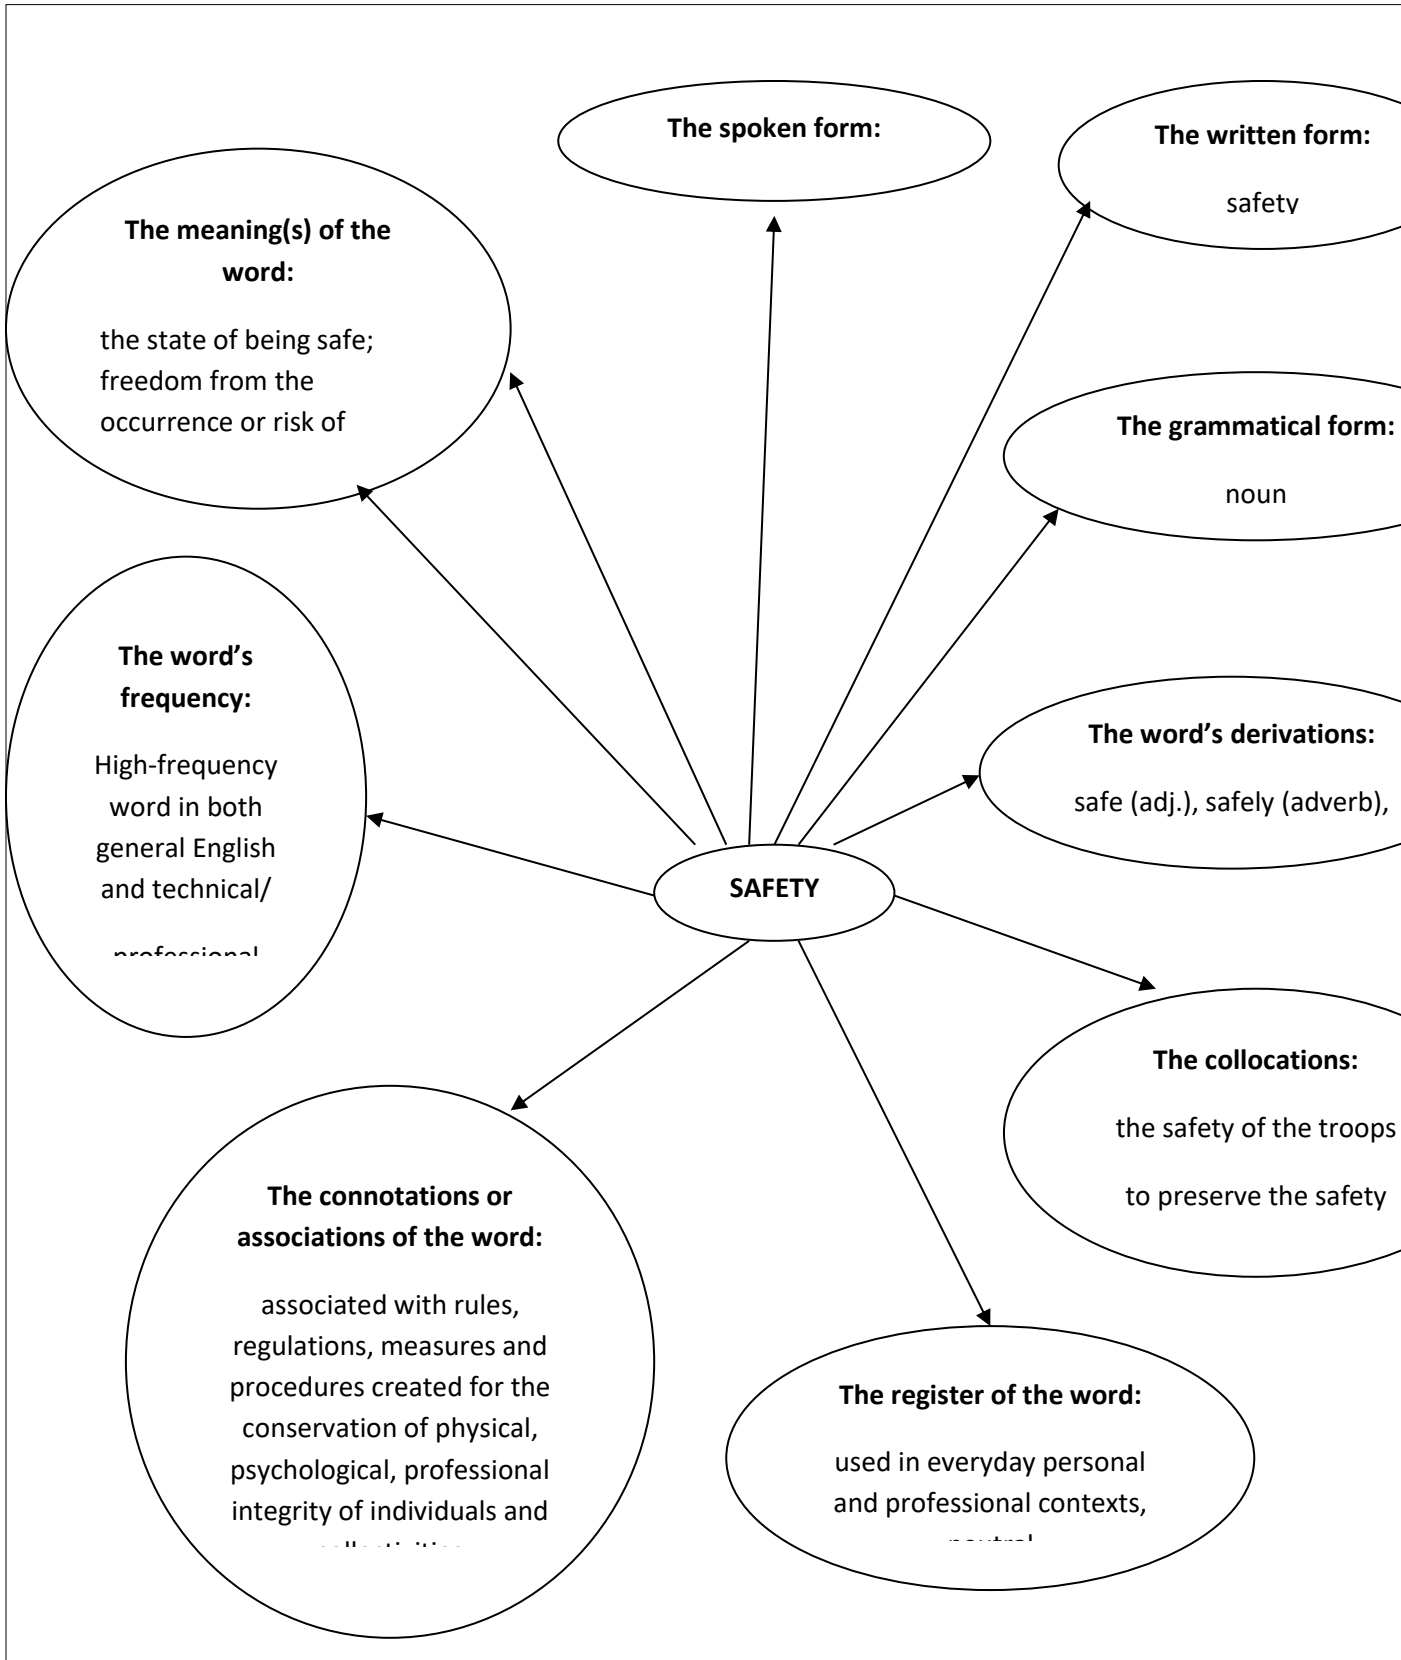 The spoken form:
The written form:
safety
The meaning(s) of the
word:
the state of being safe;
freedom from the
occurrence or risk of
The grammatical form:
noun
The word’s
frequency:
High-frequency
word in both
general English
and technical/
professional
The word’s derivations:
safe (adj.), safely (adverb),
SAFETY
The collocations:
the safety of the troops
to preserve the safety
The connotations or
associations of the word:
associated with rules,
regulations, measures and
procedures created for the
conservation of physical,
psychological, professional
integrity of individuals and
collectivities
The register of the word:
used in everyday personal
and professional contexts,
neutral